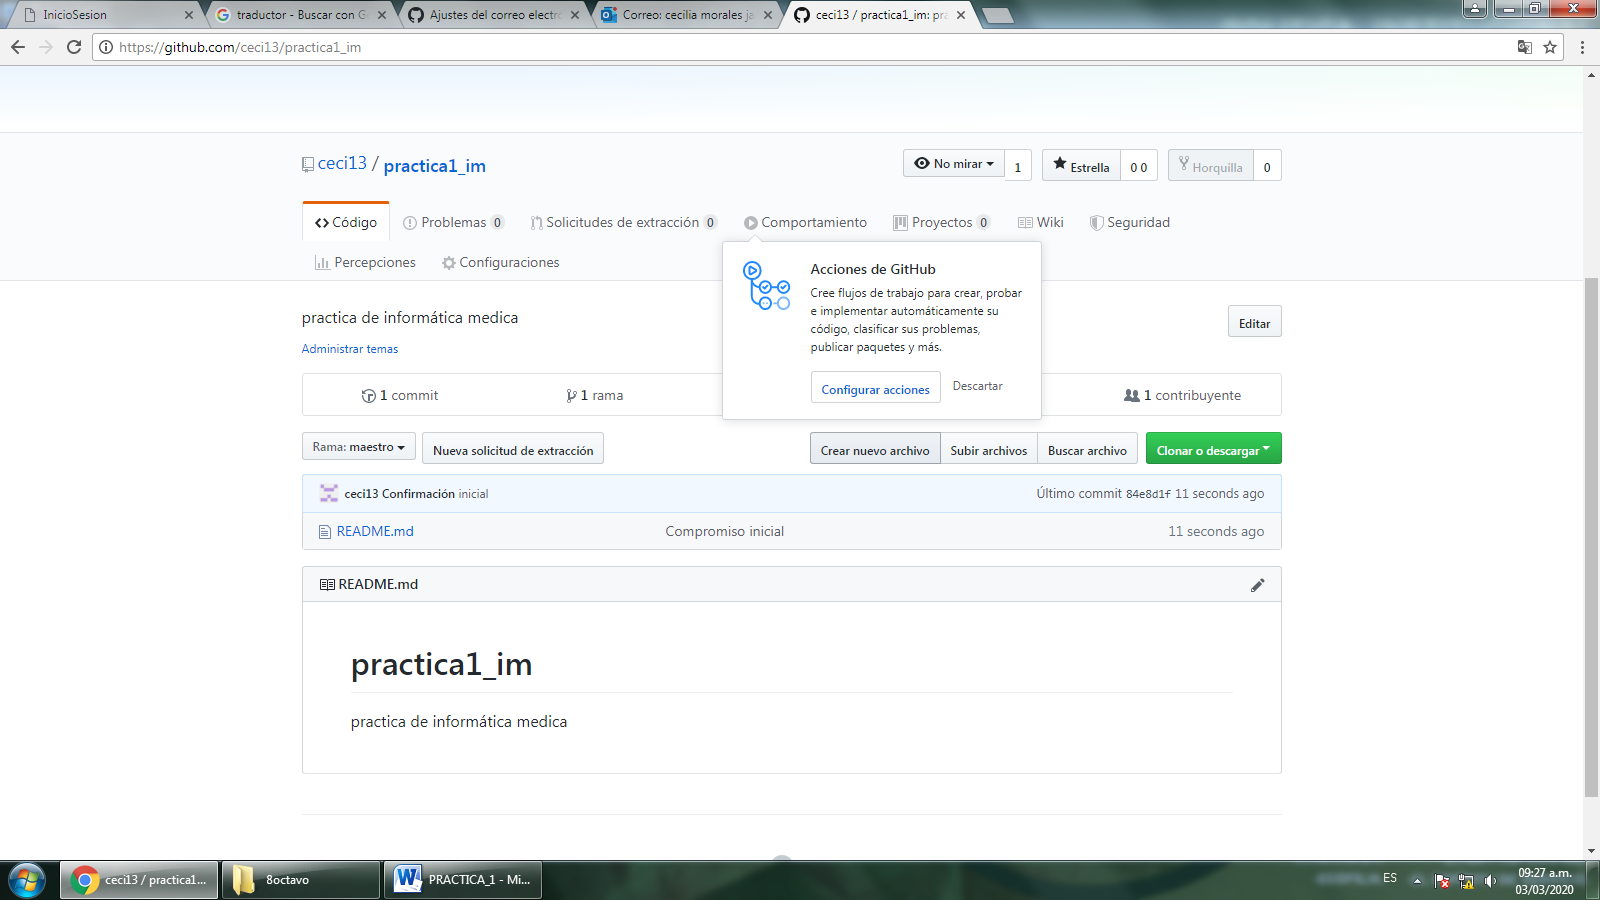 InicioSesion
traductor - Buscar con G
Ajustes del correo electró
Correo: cecilia morales ja
ceci13 / practica1_im: pr
https://github.com/ceci13/practica1_im
ceci13 / practica1_im
No mirar 1
Estrella 0 0
Horquilla 0
Código
Problemas 0
Solicitudes de extracción 0
Comportamiento
Proyectos 0
Wiki
Seguridad
Percepciones
Configuraciones
Acciones de GitHub
Cree flujos de trabajo para crear, probar
e implementar automáticamente su
código, clasificar sus problemas,
publicar paquetes y más.
Configurar acciones
Descartar
practica de informática medica
Editar
Administrar temas
1 commit
1 rama
1 contribuyente
Rama: maestro
Nueva solicitud de extracción
Crear nuevo archivo
Subir archivos
Buscar archivo
Clonar o descargar
ceci13 Confirmación inicial
Último commit 84e8d1f 11 seconds ago
README.md
Compromiso inicial
11 seconds ago
README.md
practica1_im
practica de informática medica
ceci13 / practica1...
8octavo
PRACTICA_1 - Mi...
ES
09:27 a.m.
03/03/2020